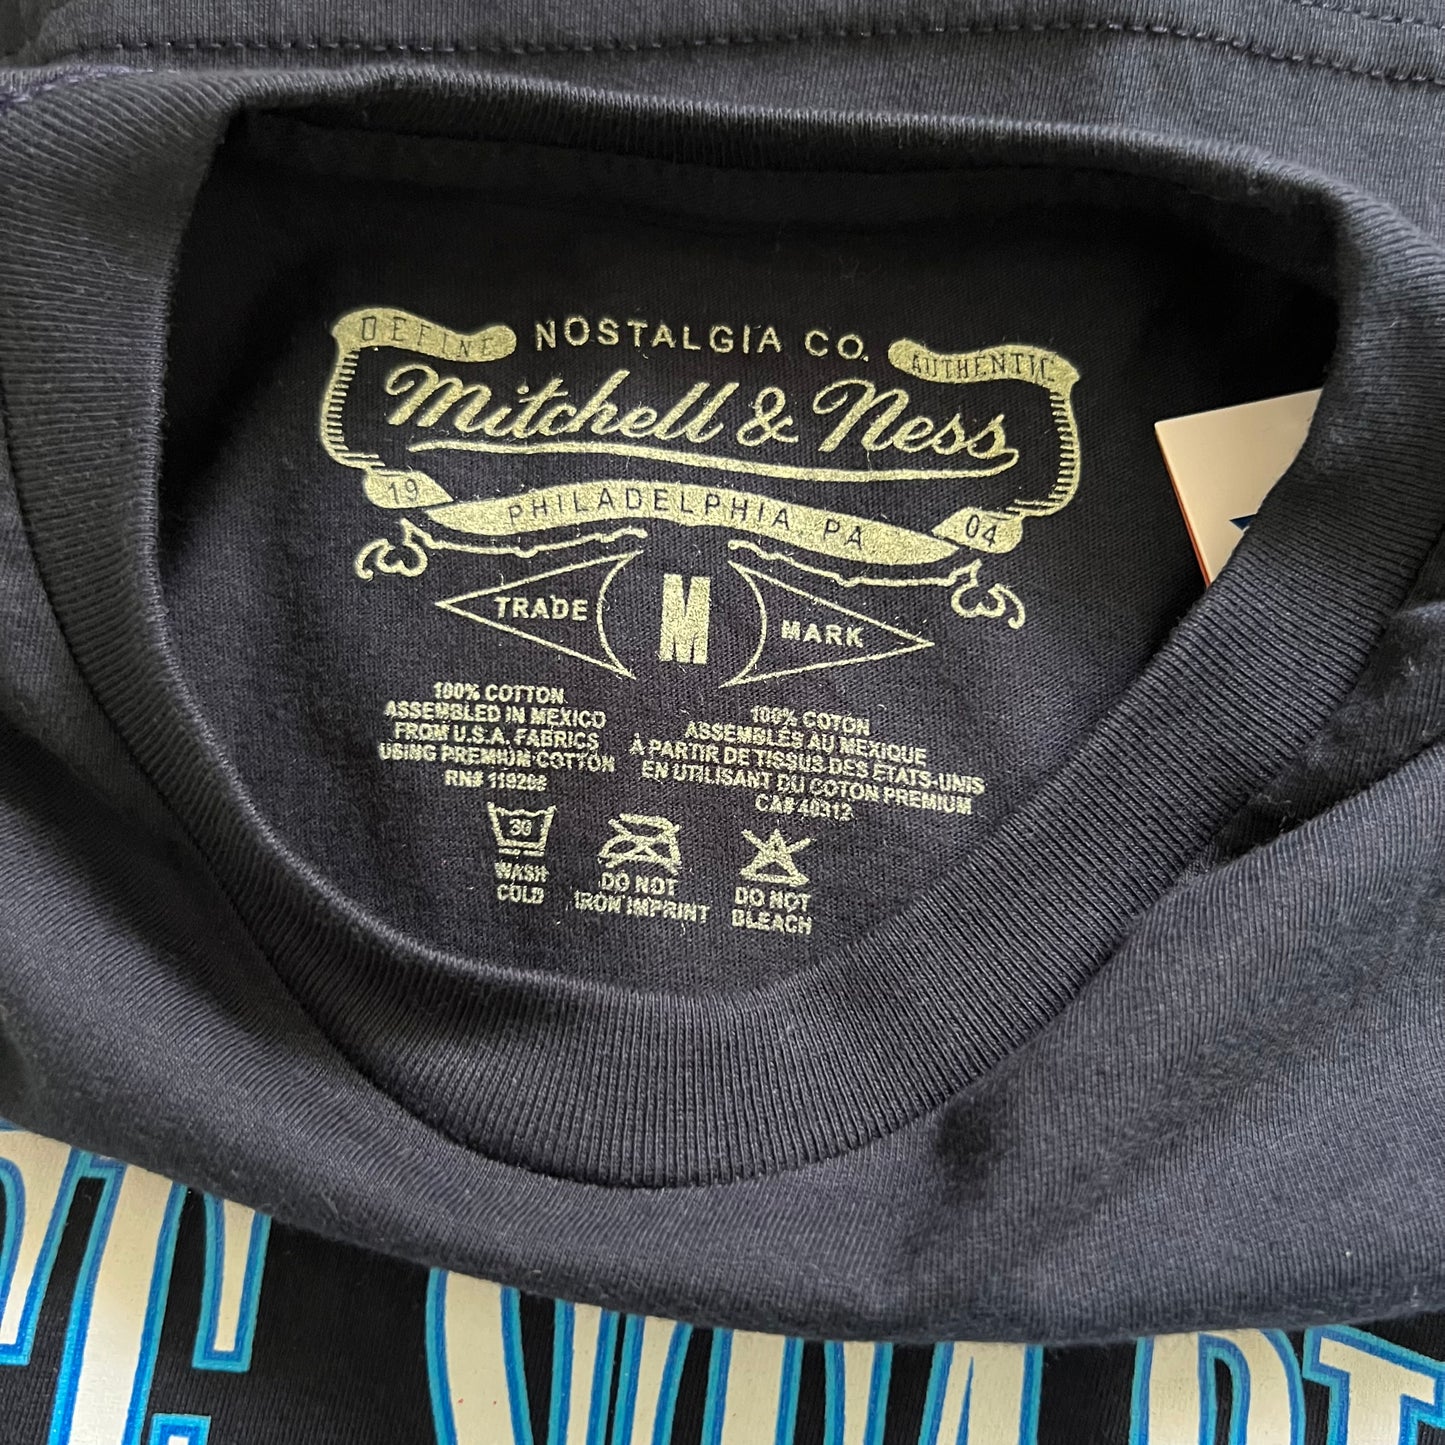 DEFINE NOSTALGIA CO. AUTHENTIC
Mitchell & Ness
19 PHILADELPHIA, PA. 04
TRADE M MARK
100% COTTON
ASSEMBLED IN MEXICO
FROM U.S.A. FABRICS
USING PREMIUM COTTON
RN# 119298
100% COTON
ASSEMBLÉS AU MEXIQUE
À PARTIR DE TISSUS DES ÉTATS-UNIS
EN UTILISANT DU COTON PREMIUM
CA# 40312
30
WASH
COLD
DO NOT
IRON IMPRINT
DO NOT
BLEACH